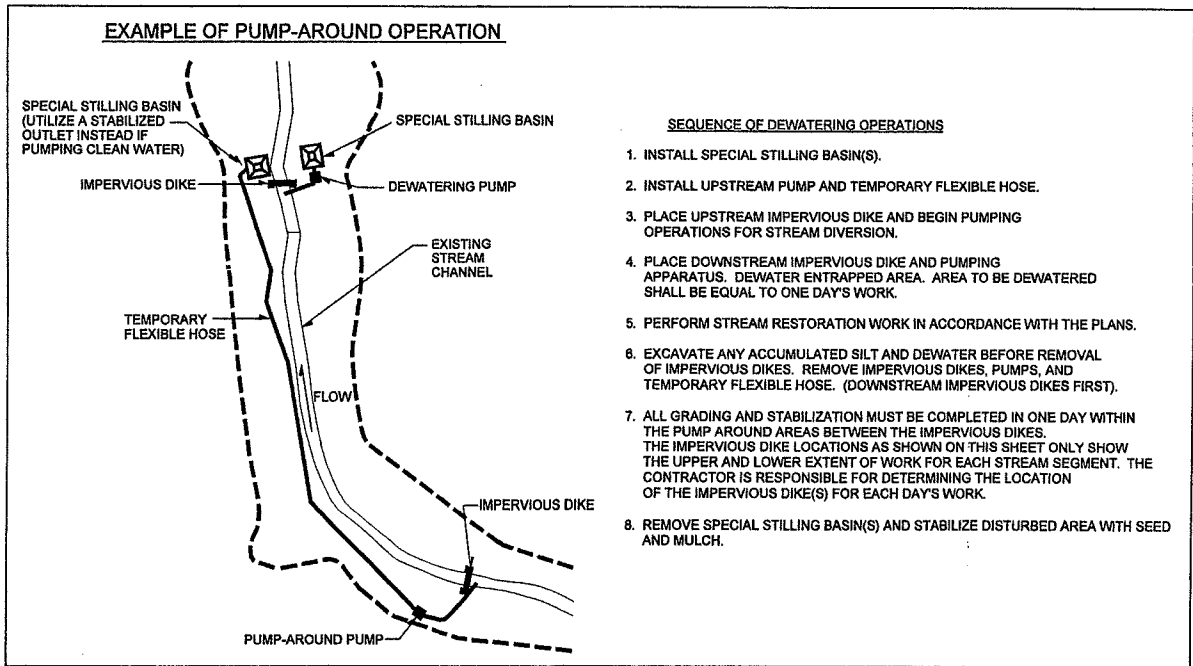 EXAMPLE OF PUMP-AROUND OPERATION
SPECIAL STILLING BASIN
(UTILIZE A STABILIZED
OUTLET INSTEAD IF
PUMPING CLEAN WATER)
SPECIAL STILLING BASIN
IMPERVIOUS DIKE
DEWATERING PUMP
EXISTING
STREAM
CHANNEL
TEMPORARY
FLEXIBLE HOSE
FLOW
IMPERVIOUS DIKE
PUMP-AROUND PUMP
SEQUENCE OF DEWATERING OPERATIONS
1. INSTALL SPECIAL STILLING BASIN(S).
2. INSTALL UPSTREAM PUMP AND TEMPORARY FLEXIBLE HOSE.
3. PLACE UPSTREAM IMPERVIOUS DIKE AND BEGIN PUMPING
OPERATIONS FOR STREAM DIVERSION.
4. PLACE DOWNSTREAM IMPERVIOUS DIKE AND PUMPING
APPARATUS. DEWATER ENTRAPPED AREA. AREA TO BE DEWATERED
SHALL BE EQUAL TO ONE DAY'S WORK.
5. PERFORM STREAM RESTORATION WORK IN ACCORDANCE WITH THE PLANS.
6. EXCAVATE ANY ACCUMULATED SILT AND DEWATER BEFORE REMOVAL
OF IMPERVIOUS DIKES. REMOVE IMPERVIOUS DIKES, PUMPS, AND
TEMPORARY FLEXIBLE HOSE. (DOWNSTREAM IMPERVIOUS DIKES FIRST).
7. ALL GRADING AND STABILIZATION MUST BE COMPLETED IN ONE DAY WITHIN
THE PUMP AROUND AREAS BETWEEN THE IMPERVIOUS DIKES.
THE IMPERVIOUS DIKE LOCATIONS AS SHOWN ON THIS SHEET ONLY SHOW
THE UPPER AND LOWER EXTENT OF WORK FOR EACH STREAM SEGMENT. THE
CONTRACTOR IS RESPONSIBLE FOR DETERMINING THE LOCATION
OF THE IMPERVIOUS DIKE(S) FOR EACH DAY'S WORK.
8. REMOVE SPECIAL STILLING BASIN(S) AND STABILIZE DISTURBED AREA WITH SEED
AND MULCH.